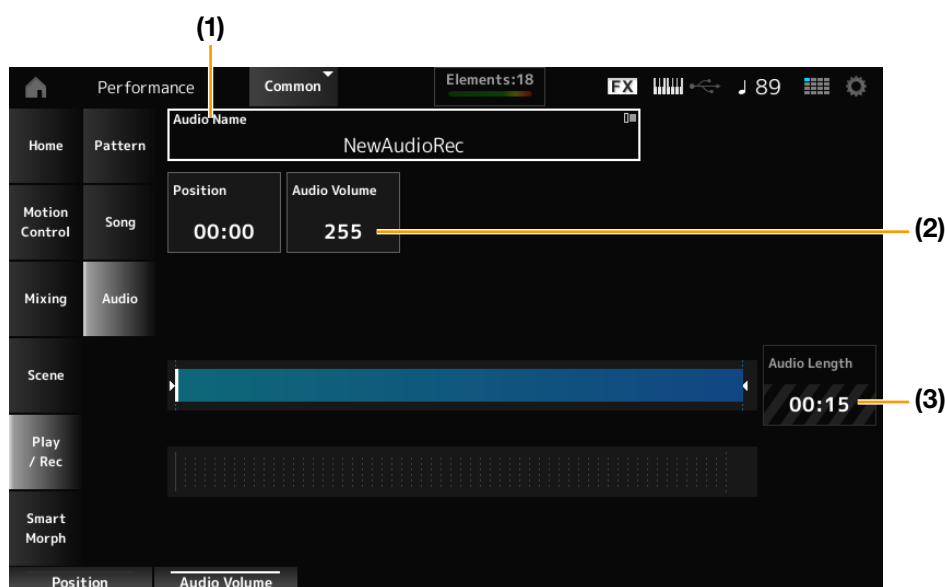 (1)
Performance Common Elements:18 FX 89
Home Pattern Audio Name
NewAudioRec
Position Audio Volume
Motion
Control Song 00:00 255 (2)
Mixing Audio
Scene Audio Length
00:15 (3)
Play
/ Rec
Smart
Morph
Position Audio Volume